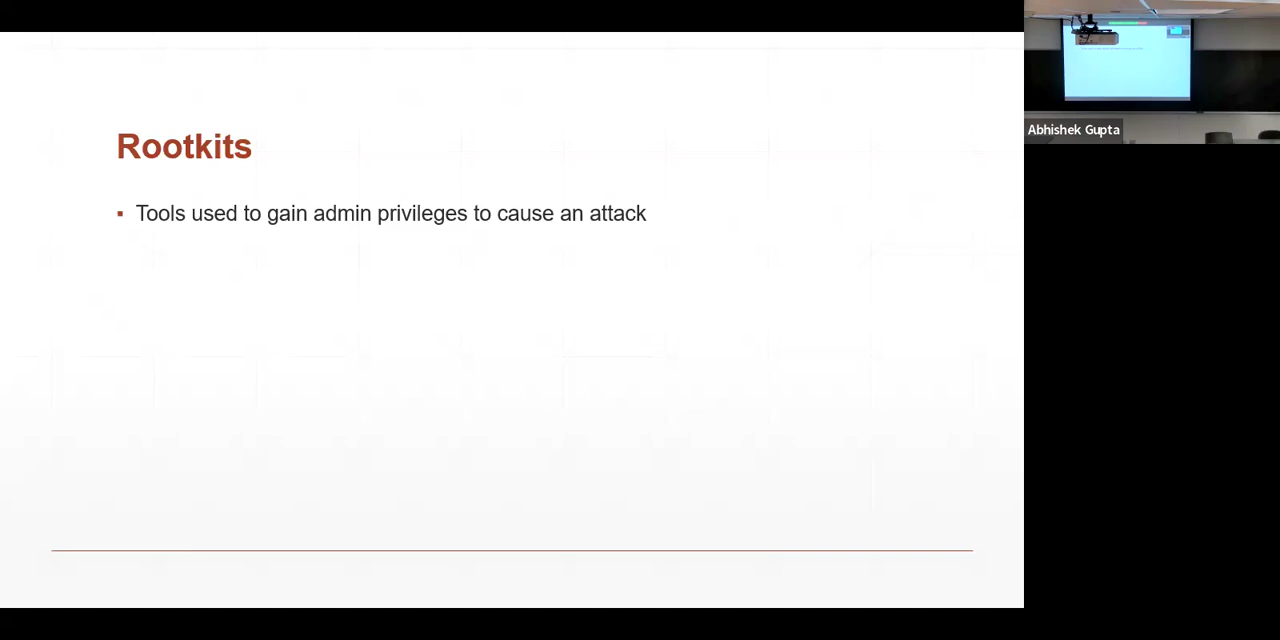 Rootkits
▪ Tools used to gain admin privileges to cause an attack
Abhishek Gupta